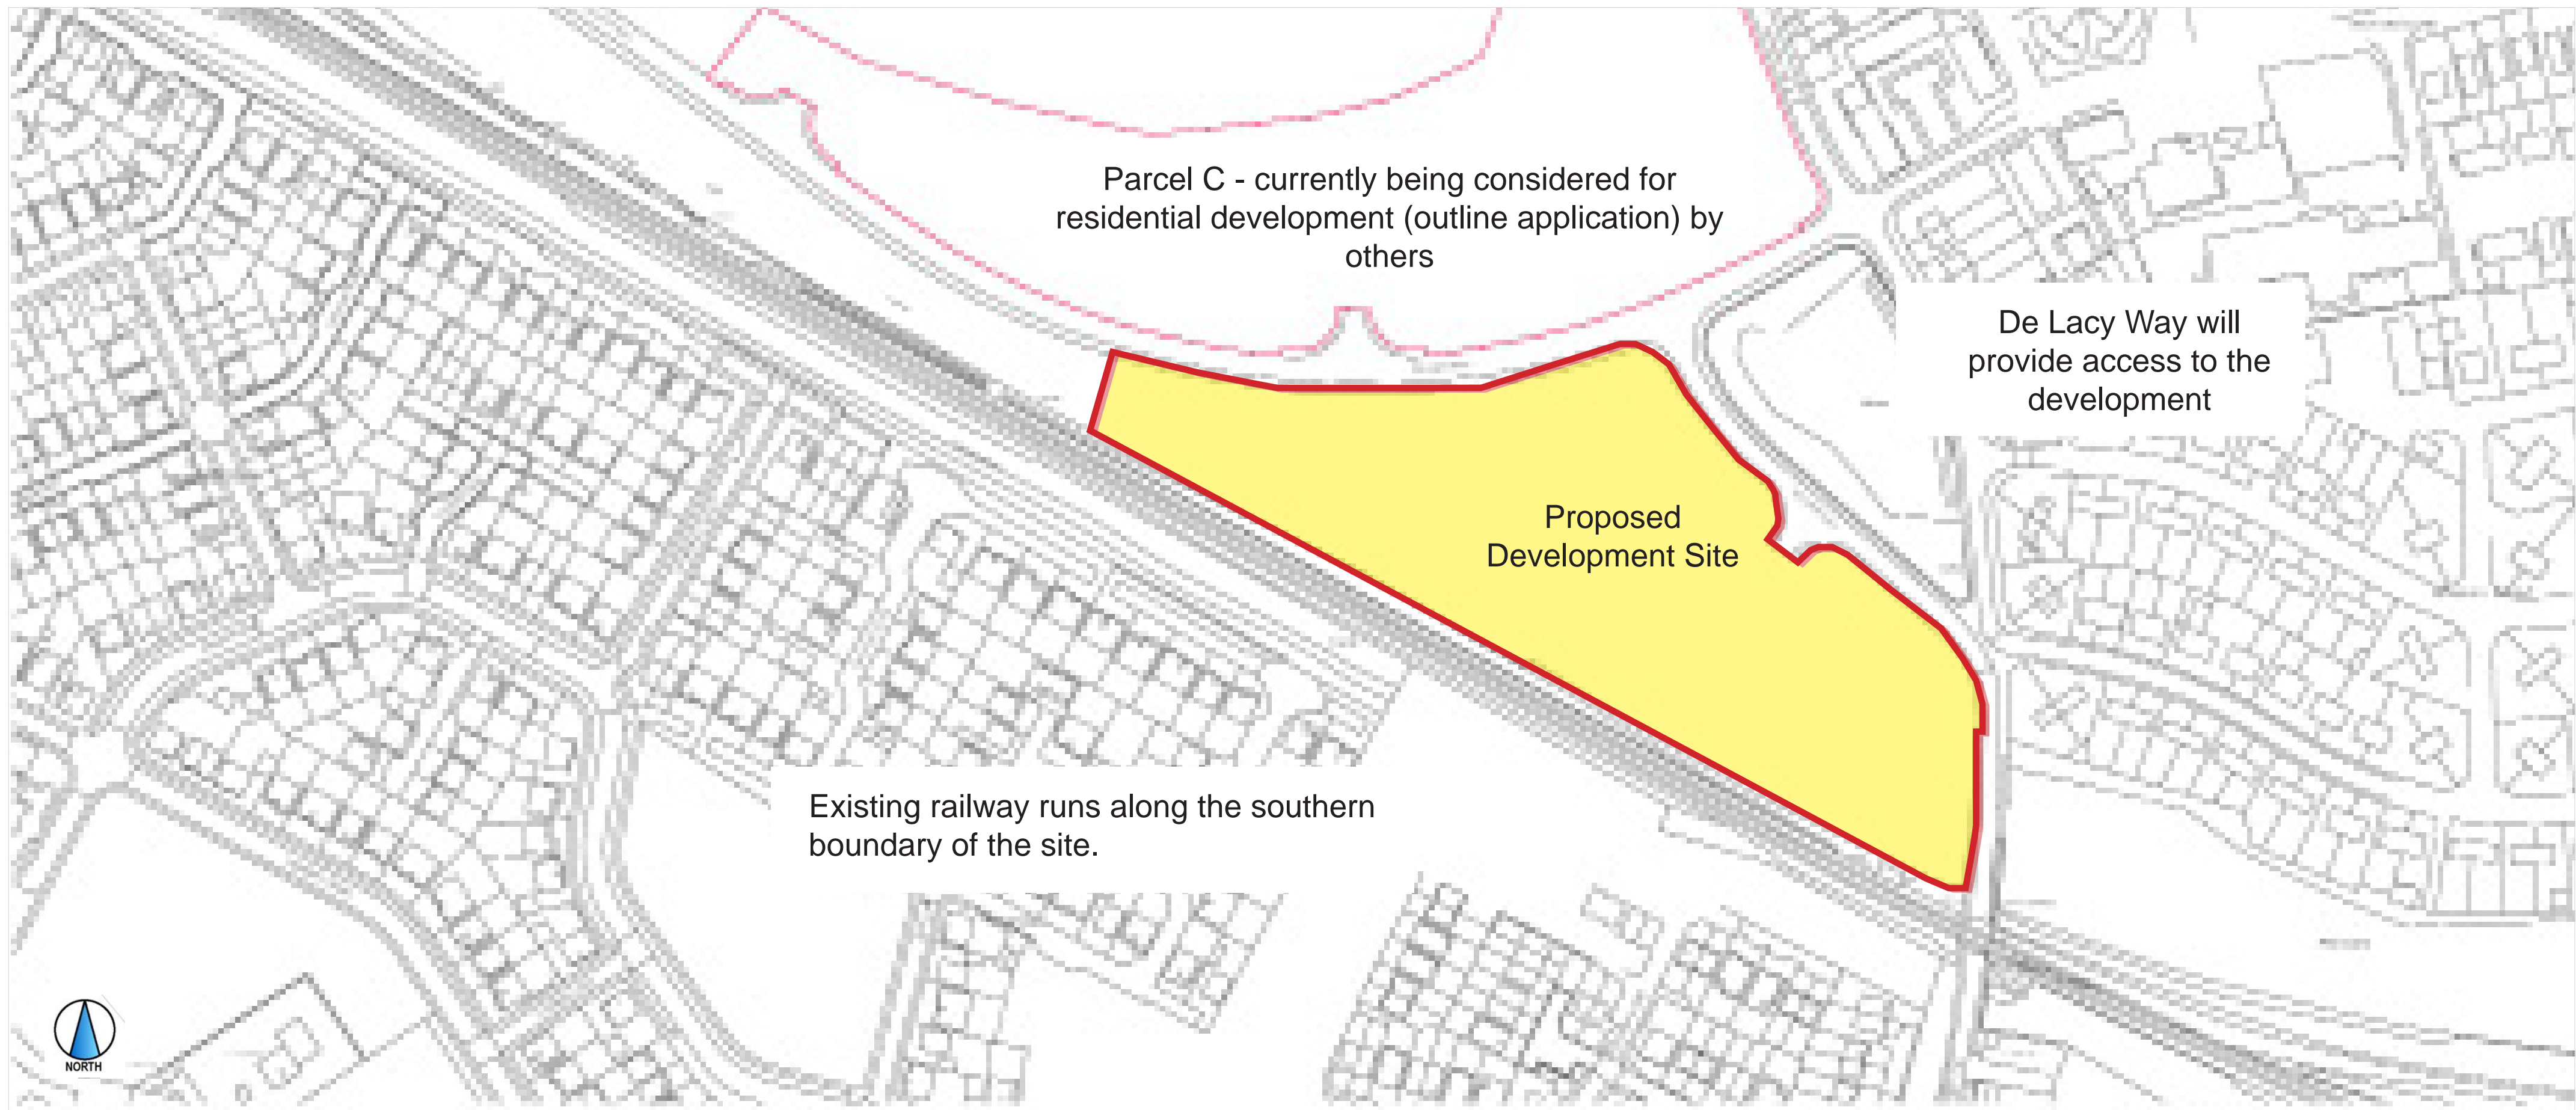 Parcel C - currently being considered for
residential development (outline application) by
others
De Lacy Way will
provide access to the
development
Proposed
Development Site
Existing railway runs along the southern
boundary of the site.
NORTH